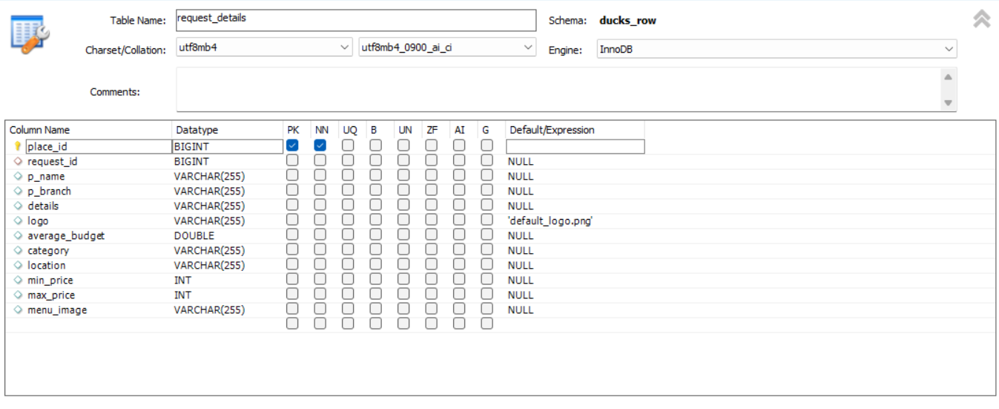 Table Name: request_details Schema: ducks_row
Charset/Collation: utf8mb4 utf8mb4_0900_ai_ci Engine: InnoDB
Comments:
Column Name Datatype PK NN UQ B UN ZF AI G Default/Expression
place_id BIGINT
request_id BIGINT NULL
p_name VARCHAR(255) NULL
p_branch VARCHAR(255) NULL
details VARCHAR(255) NULL
logo VARCHAR(255) 'default_logo.png'
average_budget DOUBLE NULL
category VARCHAR(255) NULL
location VARCHAR(255) NULL
min_price INT NULL
max_price INT NULL
menu_image VARCHAR(255) NULL